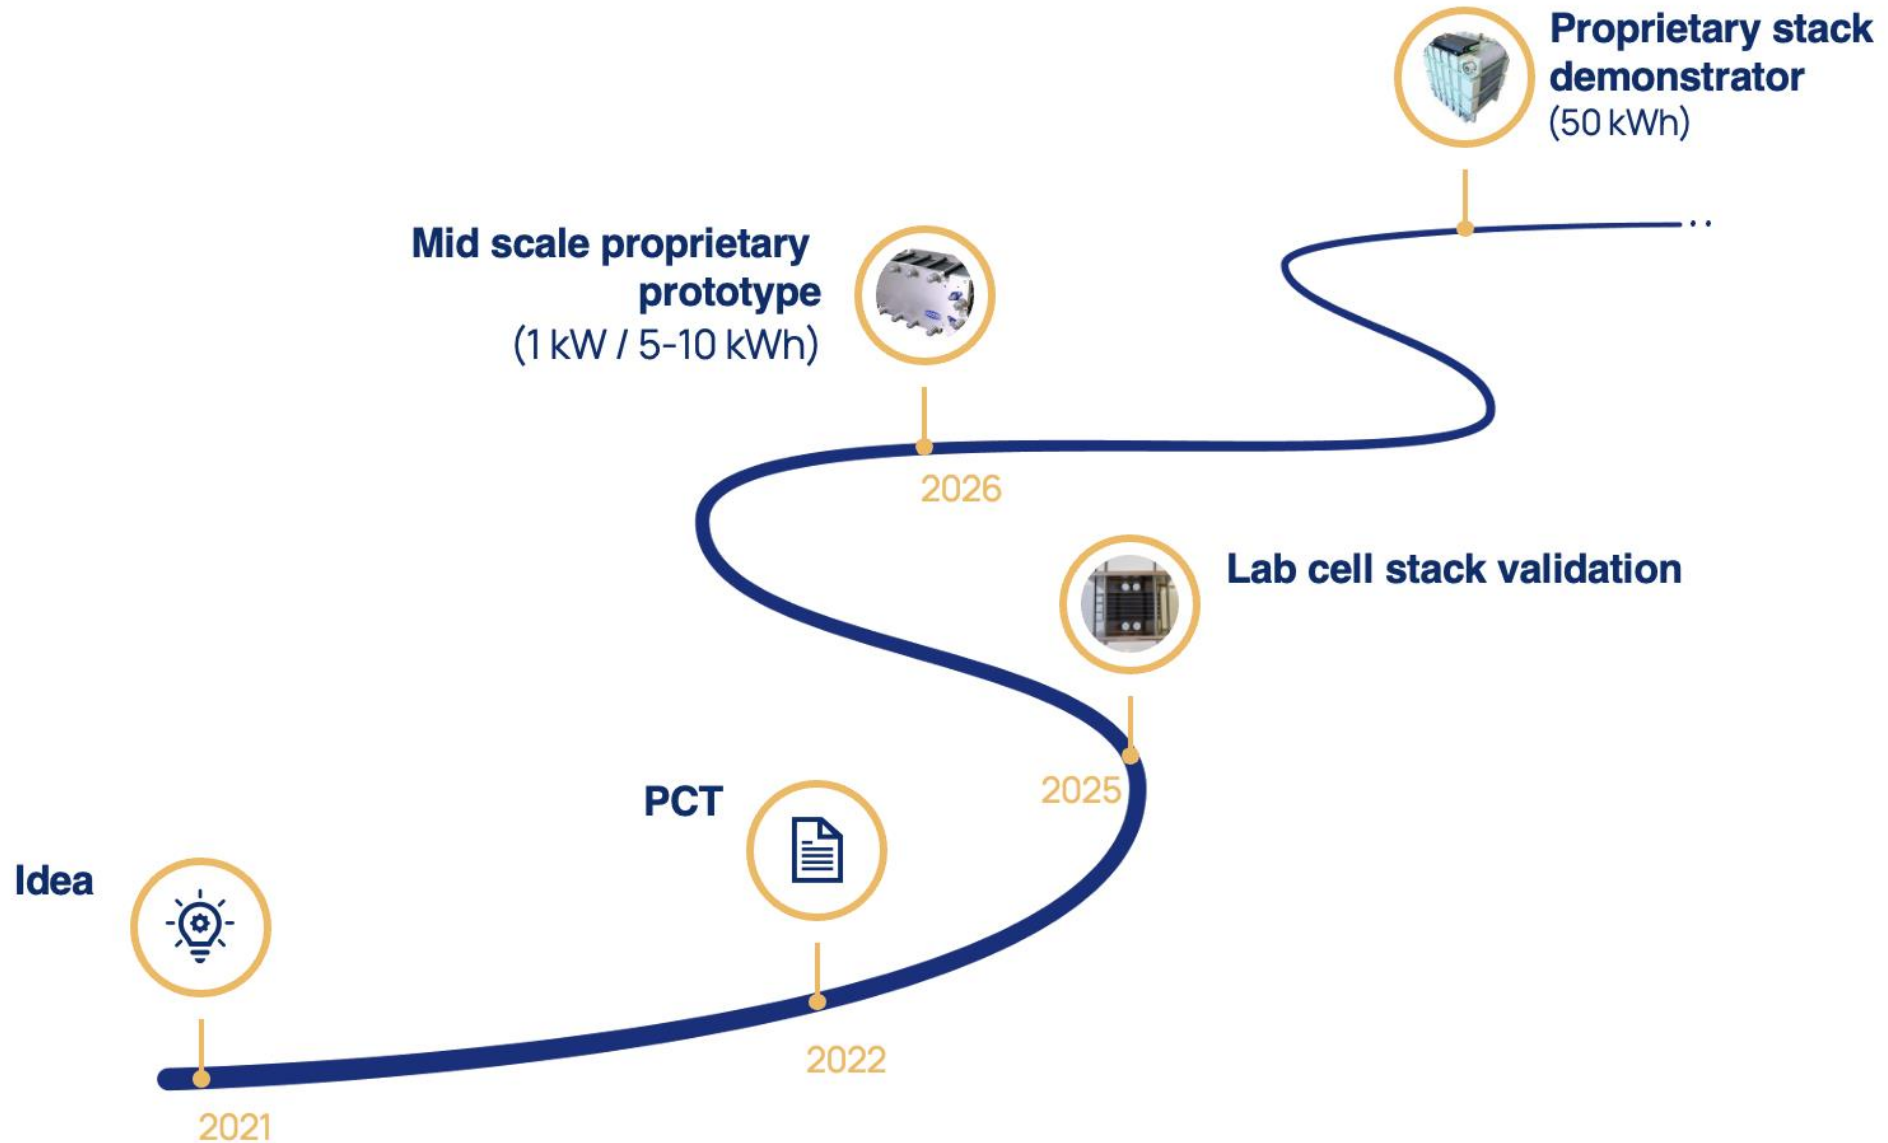 Proprietary stack
demonstrator
(50 kWh)
Mid scale proprietary
prototype
(1 kW / 5-10 kWh)
2026
Lab cell stack validation
2025
PCT
2022
Idea
2021